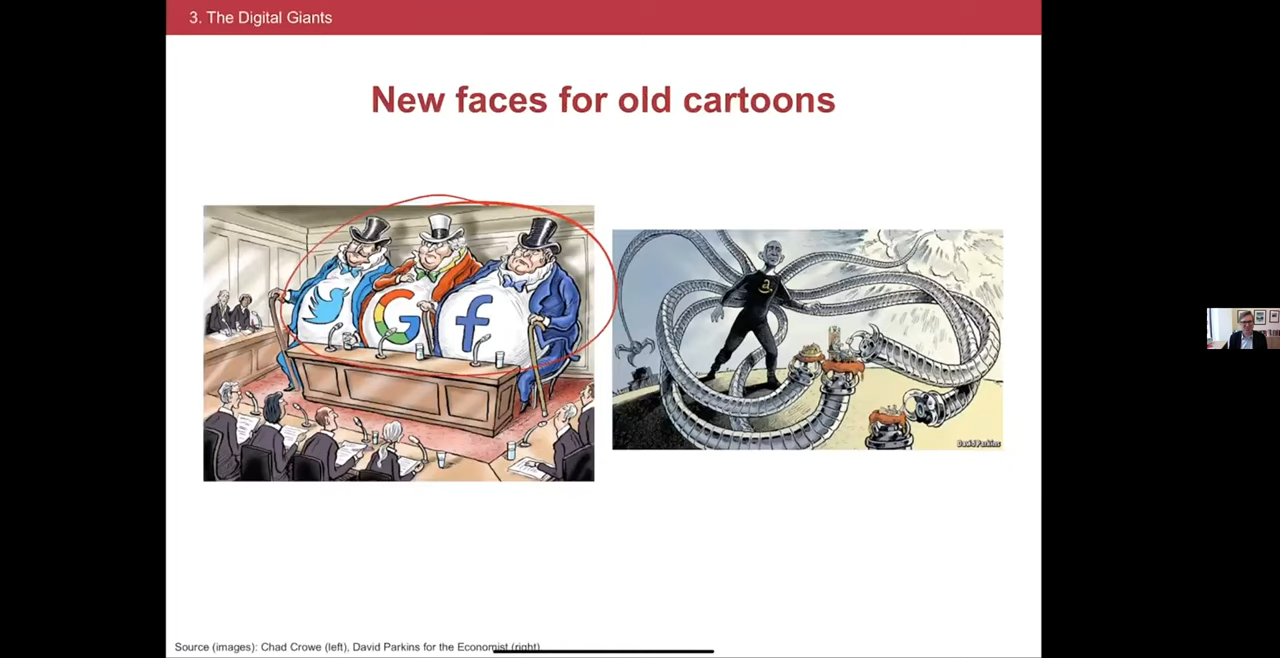 3. The Digital Giants
New faces for old cartoons
G f
a
David Parkins
Source (images): Chad Crowe (left), David Parkins for the Economist (right)